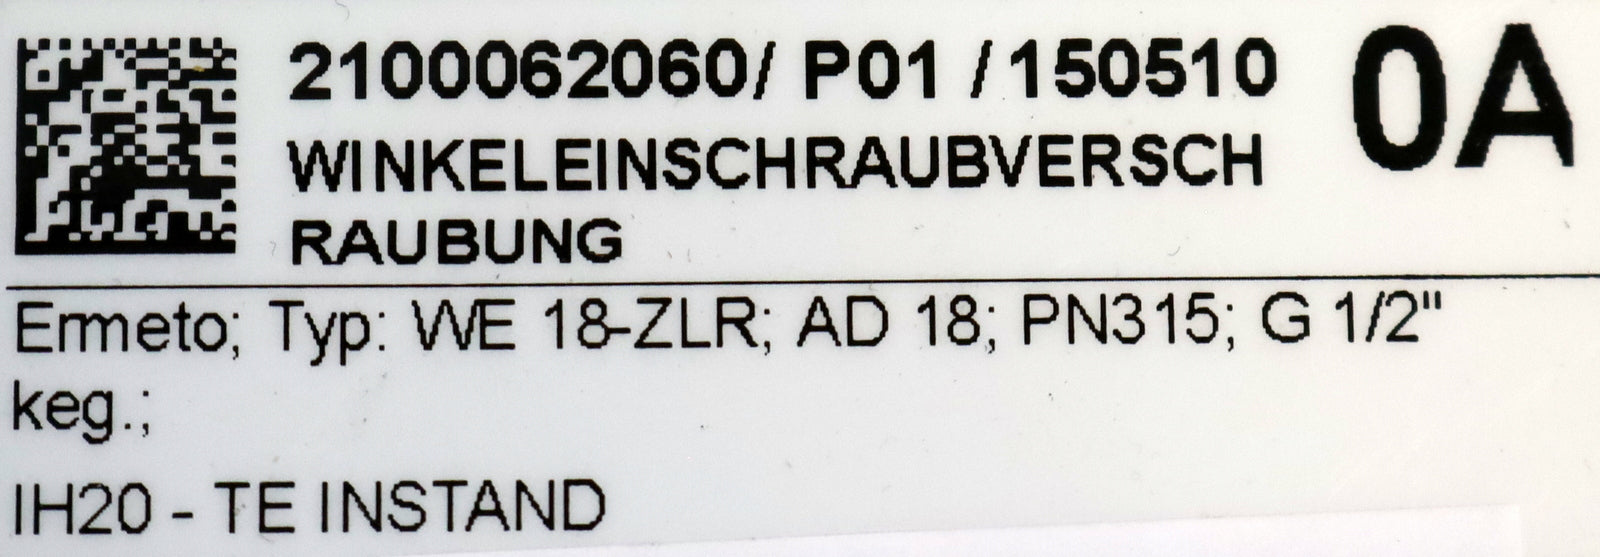 2100062060/ P01 / 150510 0A
WINKELEINSCHRAUBVERSCH
RAUBUNG
Ermeto; Typ: WE 18-ZLR; AD 18; PN315; G 1/2"
keg.;
IH20 - TE INSTAND